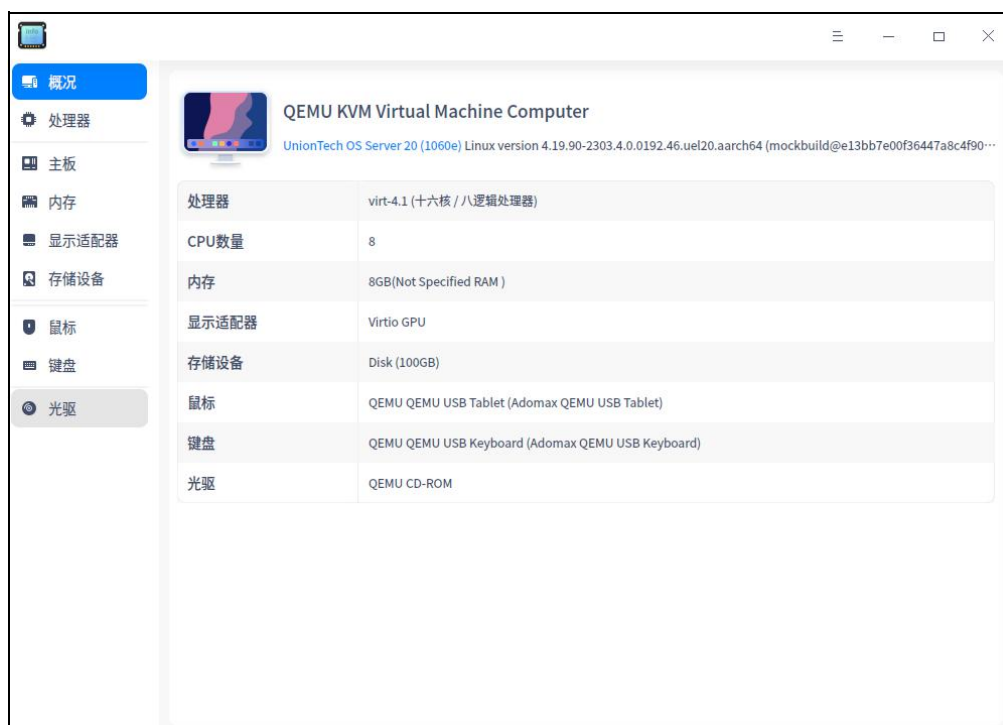 概况
处理器
主板
内存
显示适配器
存储设备
鼠标
键盘
光驱
QEMU KVM Virtual Machine Computer
UnionTech OS Server 20 (1060e) Linux version 4.19.90-2303.4.0.0192.46.uel20.aarch64 (mockbuild@e13bb7e00f36447a8c4f90···
处理器 virt-4.1 (十六核 / 八逻辑处理器)
CPU数量 8
内存 8GB(Not Specified RAM )
显示适配器 Virtio GPU
存储设备 Disk (100GB)
鼠标 QEMU QEMU USB Tablet (Adomax QEMU USB Tablet)
键盘 QEMU QEMU USB Keyboard (Adomax QEMU USB Keyboard)
光驱 QEMU CD-ROM